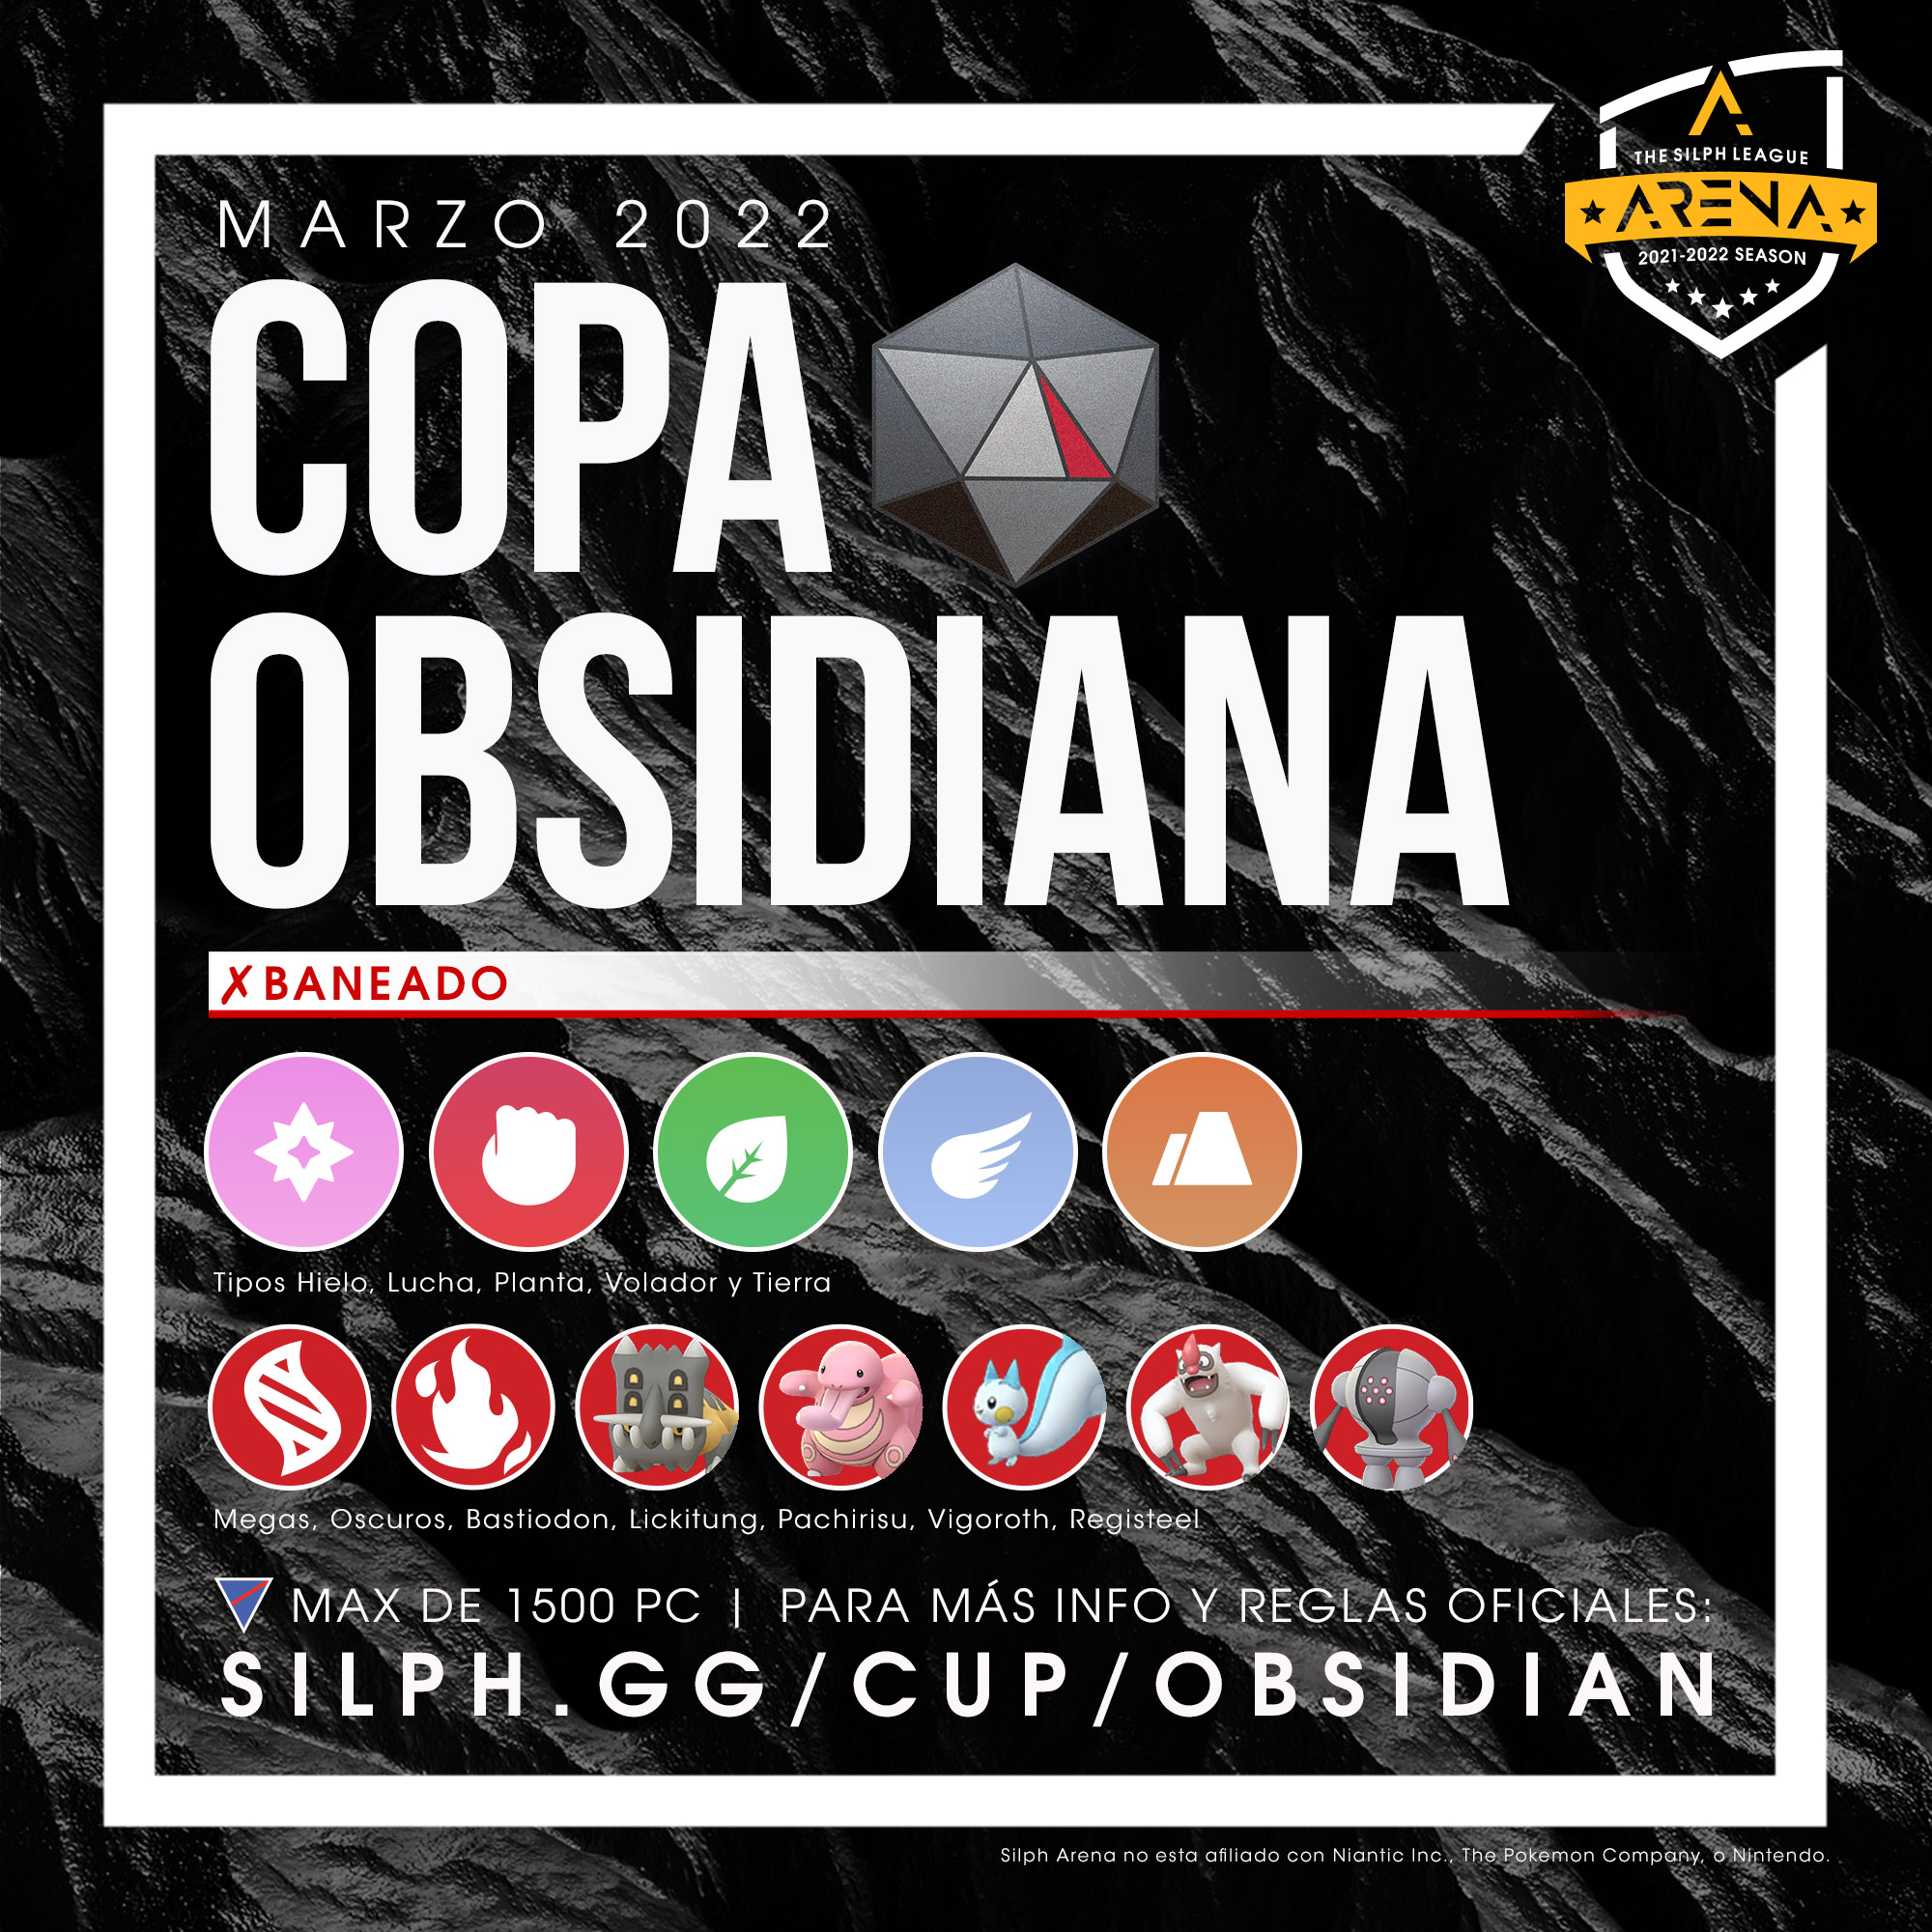 THE SILPH LEAGUE
ARENA
2021-2022 SEASON
MARZO 2022
COPA
OBSIDIANA
✗BANEADO
Tipos Hielo, Lucha, Planta, Volador y Tierra
Megas, Oscuros, Bastiodon, Lickitung, Pachirisu, Vigoroth, Registeel
MAX DE 1500 PC | PARA MÁS INFO Y REGLAS OFICIALES:
SILPH.GG/CUP/OBSIDIAN
Silph Arena no esta afiliado con Niantic Inc., The Pokemon Company, o Nintendo.